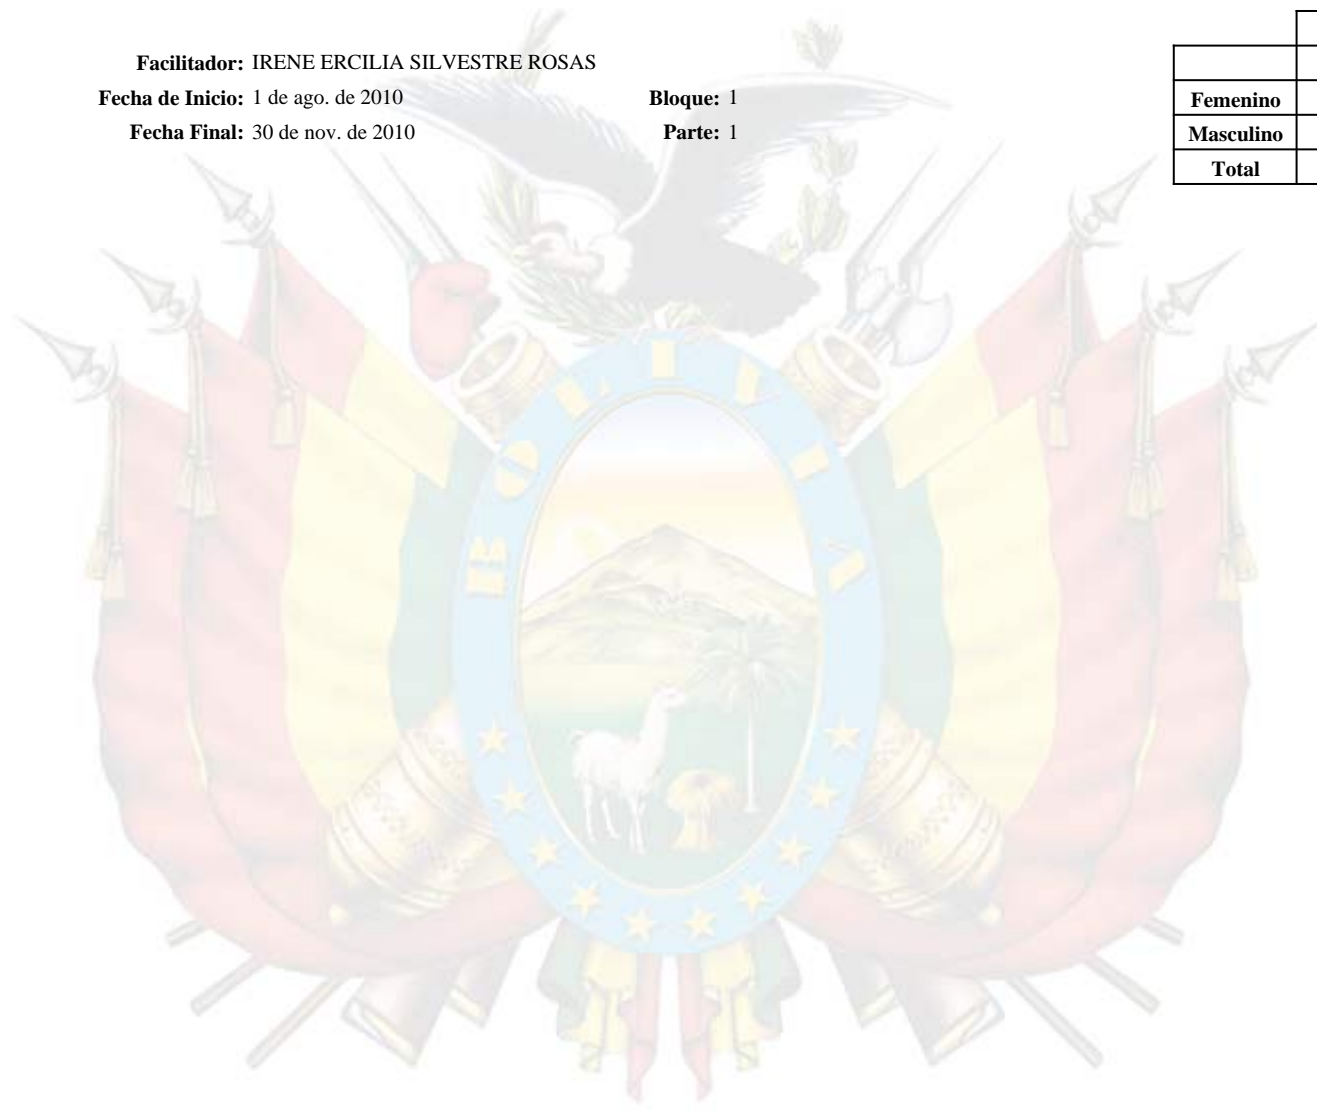 Facilitador: IRENE ERCILIA SILVESTRE ROSAS
Fecha de Inicio: 1 de ago. de 2010 Bloque: 1
Fecha Final: 30 de nov. de 2010 Parte: 1
Femenino
Masculino
Total
BOLIVIA